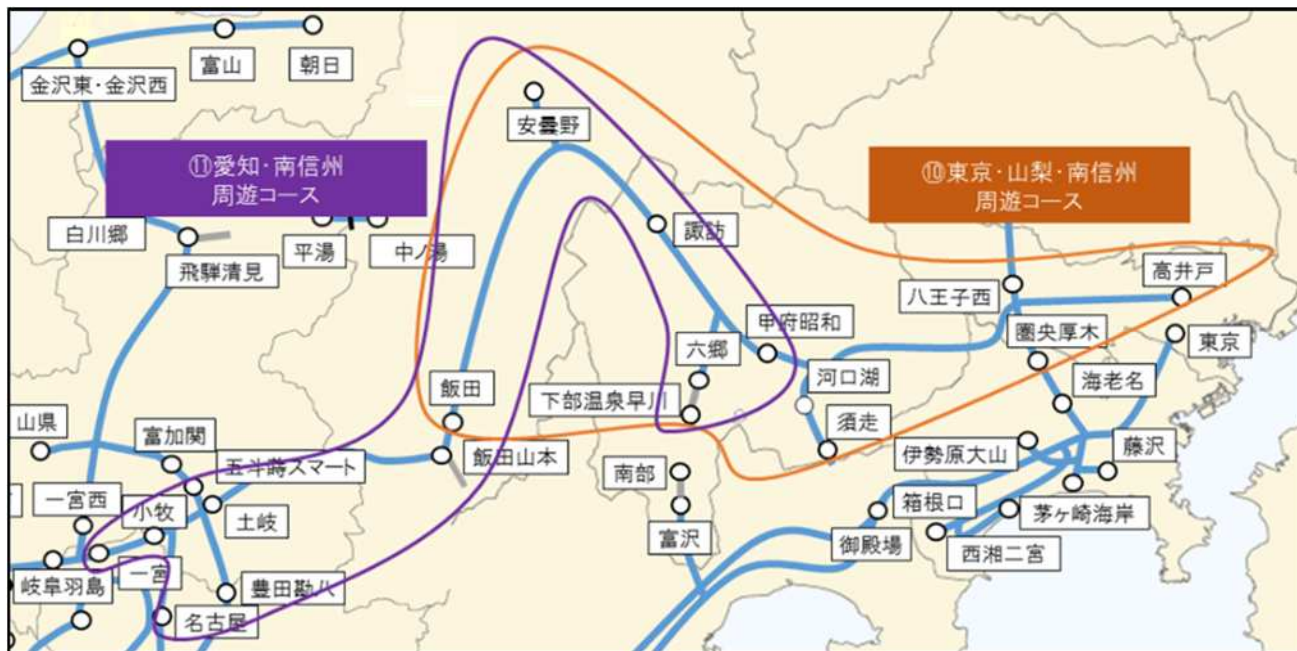 富山
朝日
金沢東・金沢西
安曇野
⑪愛知・南信州
周遊コース
⑩東京・山梨・南信州
周遊コース
白川郷
平湯
中ノ湯
諏訪
飛騨清見
高井戸
八王子西
甲府昭和
圏央厚木
東京
六郷
河口湖
飯田
下部温泉早川
海老名
山県
富加関
須走
五斗蒔スマート
飯田山本
伊勢原大山
藤沢
南部
一宮西
小牧
土岐
箱根口
茅ヶ崎海岸
富沢
御殿場
西湘二宮
岐阜羽島
一宮
豊田勘八
名古屋